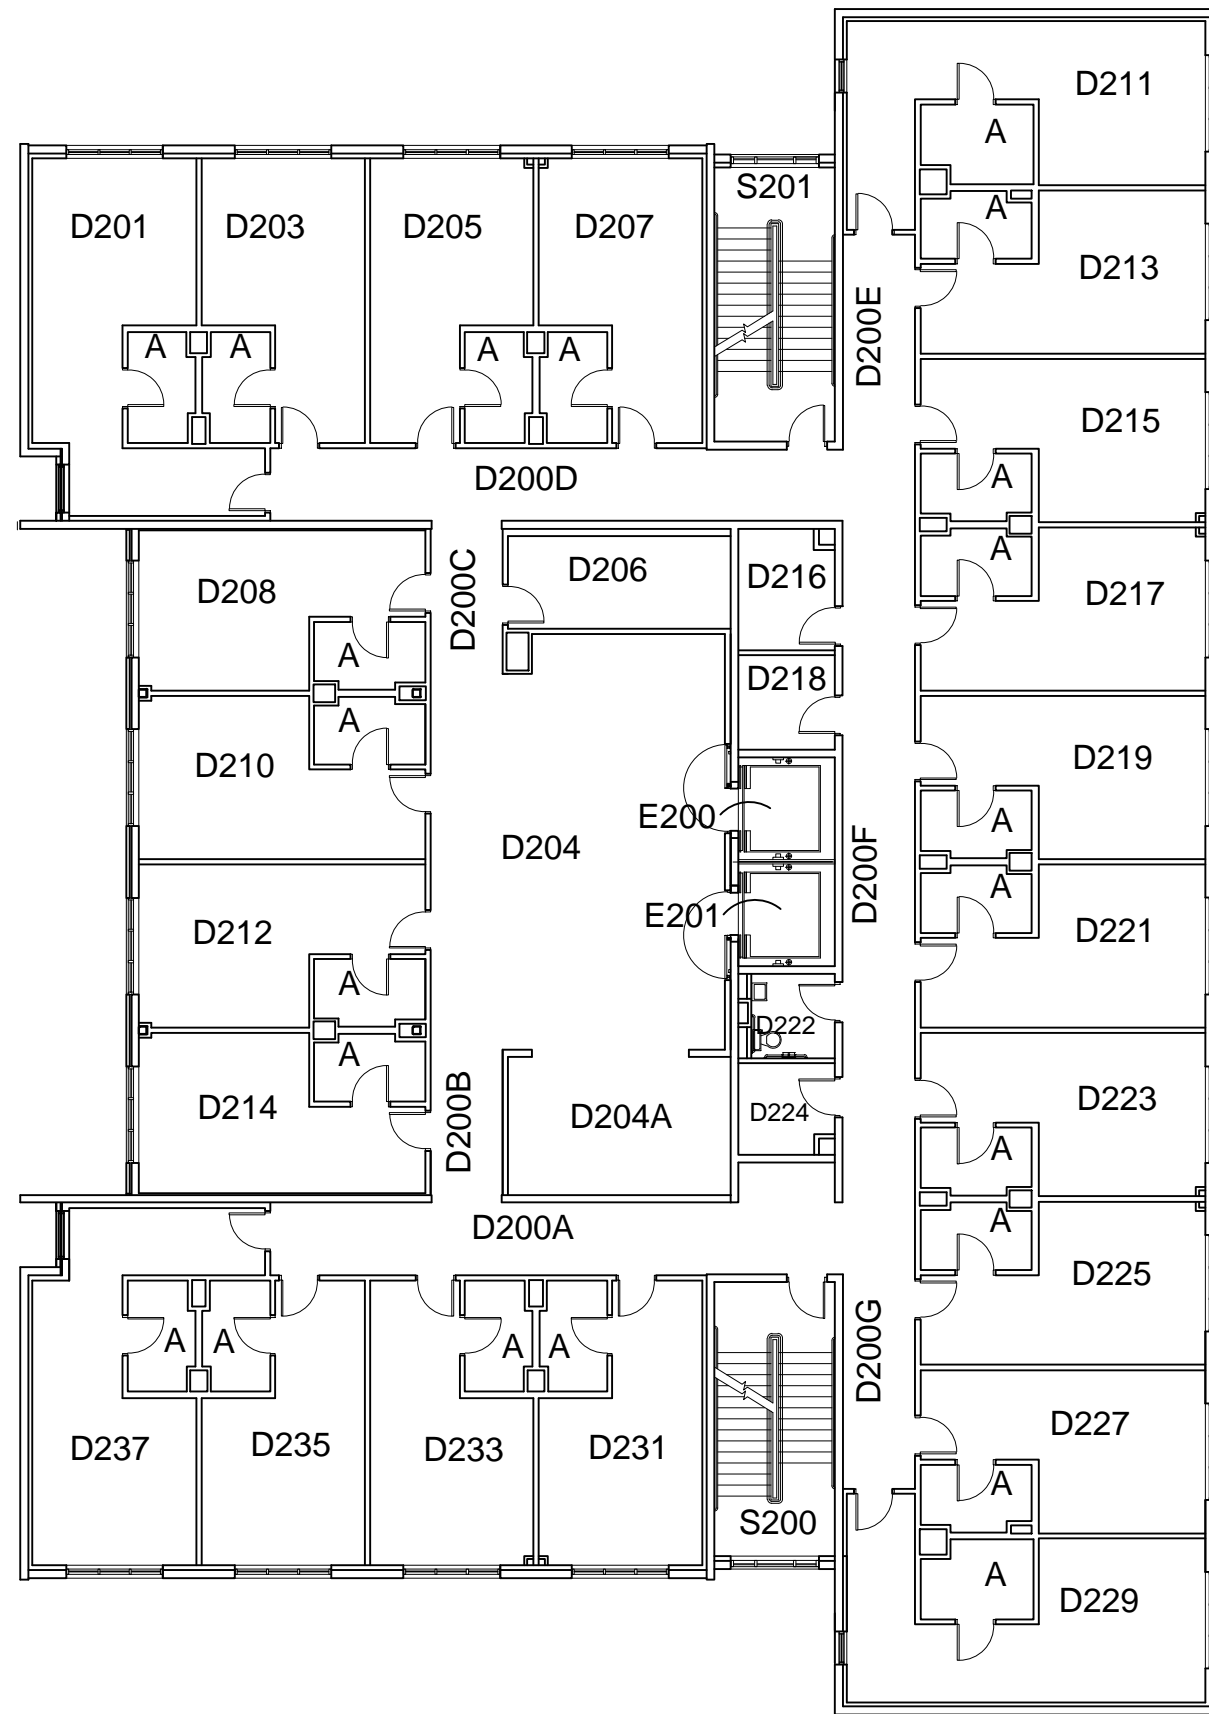 D211
A
S201
A
D201
D203
D205
D207
D213
D200E
A
A
A
A
D215
D200D
A
A
D206
D216
D208
D217
D200C
A
D218
A
D210
D219
E200
A
D204
D200F
A
E201
D212
D221
A
D222
A
D214
D200B
D204A
D224
D223
A
A
D200A
D225
A
A
A
A
D200G
D227
D237
D235
D233
D231
A
S200
A
D229